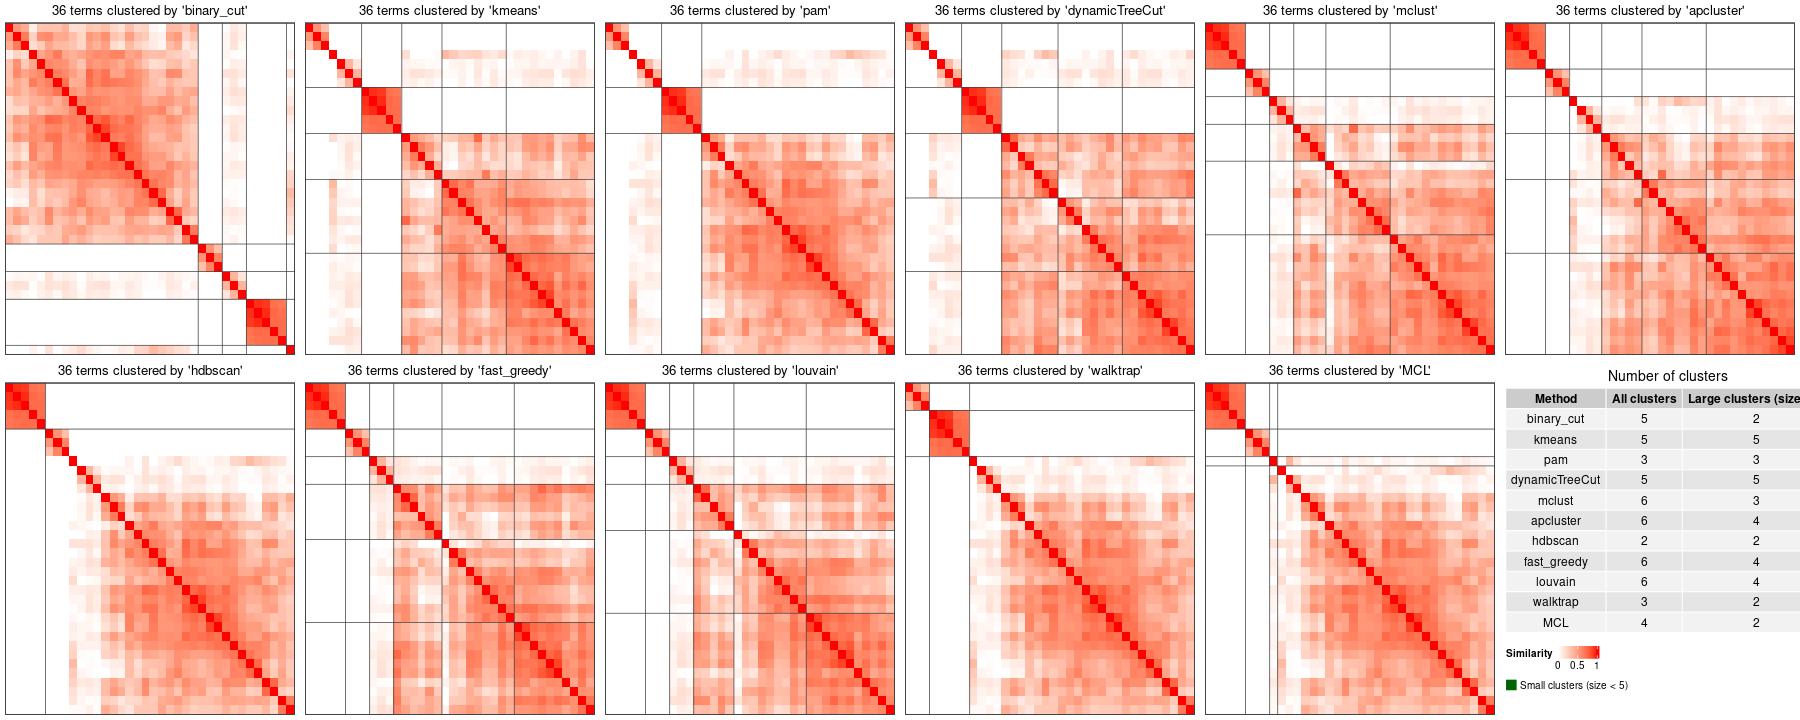 36 terms clustered by 'binary_cut'
36 terms clustered by 'kmeans'
36 terms clustered by 'pam'
36 terms clustered by 'dynamicTreeCut'
36 terms clustered by 'mclust'
36 terms clustered by 'apcluster'
36 terms clustered by 'hdbscan'
36 terms clustered by 'fast_greedy'
36 terms clustered by 'louvain'
36 terms clustered by 'walktrap'
36 terms clustered by 'MCL'
Number of clusters
Method All clusters Large clusters (size
binary_cut 5 2
kmeans 5 5
pam 3 3
dynamicTreeCut 5 5
mclust 6 3
apcluster 6 4
hdbscan 2 2
fast_greedy 6 4
louvain 6 4
walktrap 3 2
MCL 4 2
Similarity
0 0.5 1
Small clusters (size < 5)